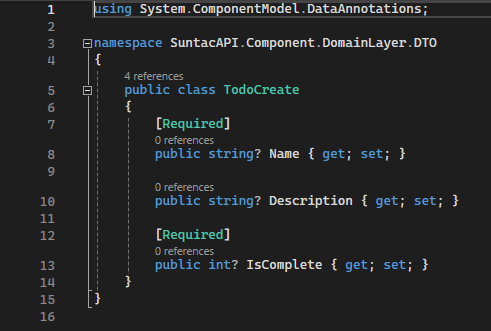 1 using System.ComponentModel.DataAnnotations;
2
3 namespace SuntacAPI.Component.DomainLayer.DTO
4 {
4 references
5 public class TodoCreate
6 {
7 [Required]
0 references
8 public string? Name { get; set; }
9
0 references
10 public string? Description { get; set; }
11
12 [Required]
0 references
13 public int? IsComplete { get; set; }
14 }
15 }
16